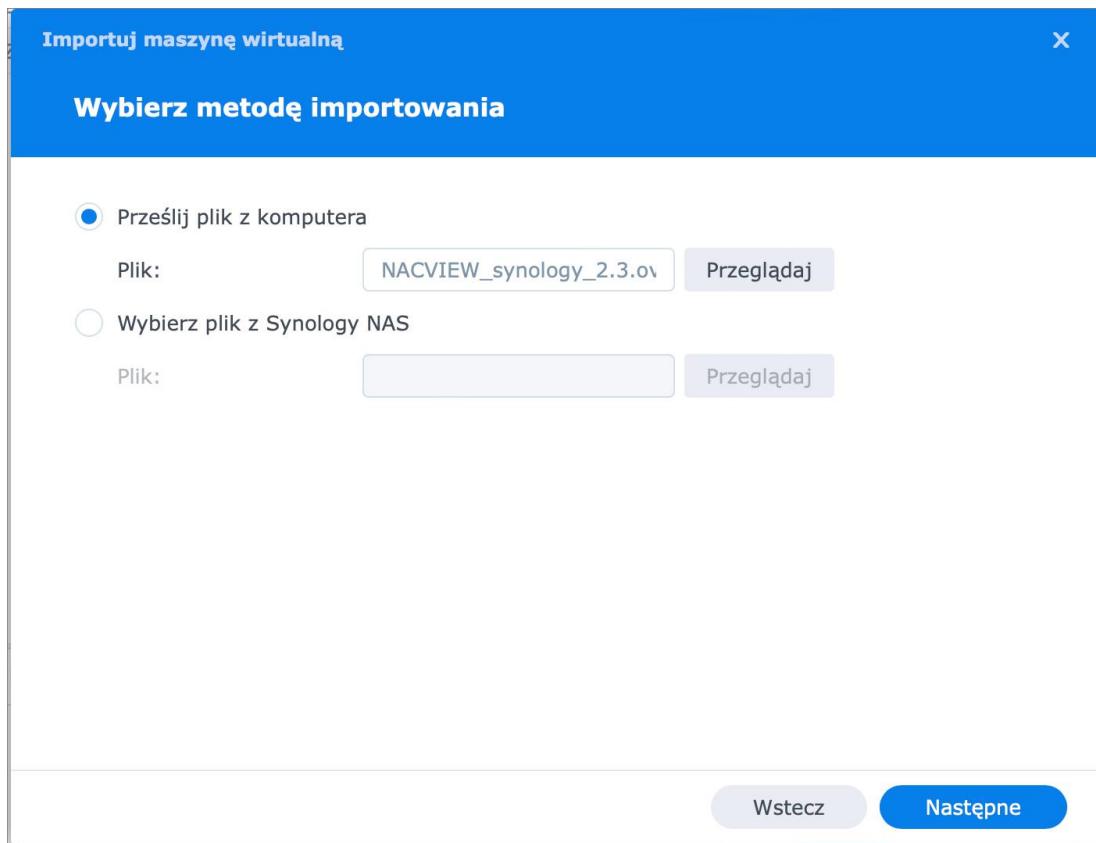 Importuj maszynę wirtualną
Wybierz metodę importowania
Prześlij plik z komputera
Plik: NACVIEW_synology_2.3.ov Przeglądaj
Wybierz plik z Synology NAS
Plik: Przeglądaj
Wstecz Następne